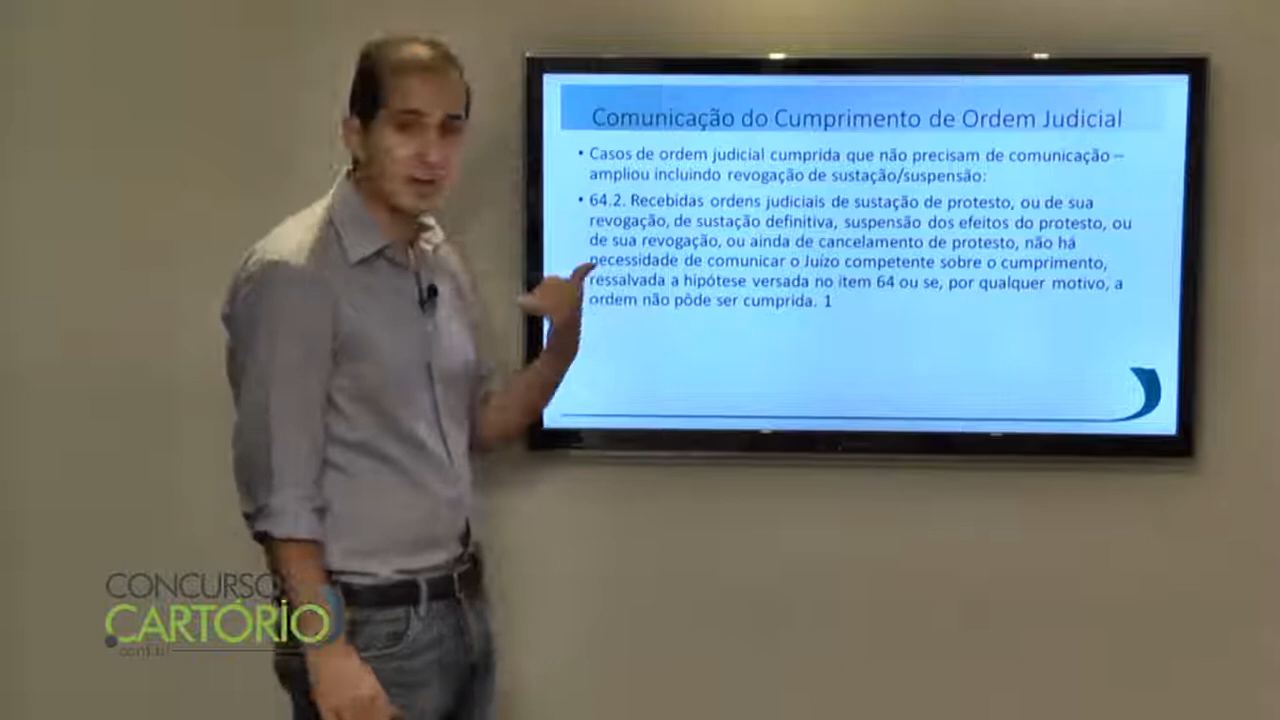 Comunicação do Cumprimento de Ordem Judicial
• Casos de ordem judicial cumprida que não precisam de comunicação –
ampliou incluindo revogação de sustação/suspensão:
• 64.2. Recebidas ordens judiciais de sustação de protesto, ou de sua
revogação, de sustação definitiva, suspensão dos efeitos do protesto, ou
de sua revogação, ou ainda de cancelamento de protesto, não há
necessidade de comunicar o Juízo competente sobre o cumprimento,
ressalvada a hipótese versada no item 64 ou se, por qualquer motivo, a
ordem não pôde ser cumprida. 1
CONCURSO
.CARTÓRIO